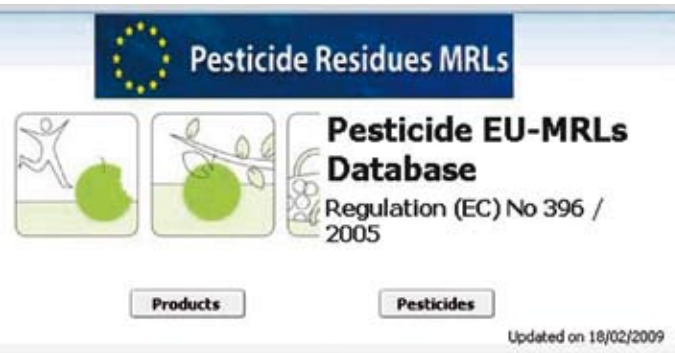 Pesticide Residues MRLs
Pesticide EU-MRLs
Database
Regulation (EC) No 396 /
2005
Products
Pesticides
Updated on 18/02/2009